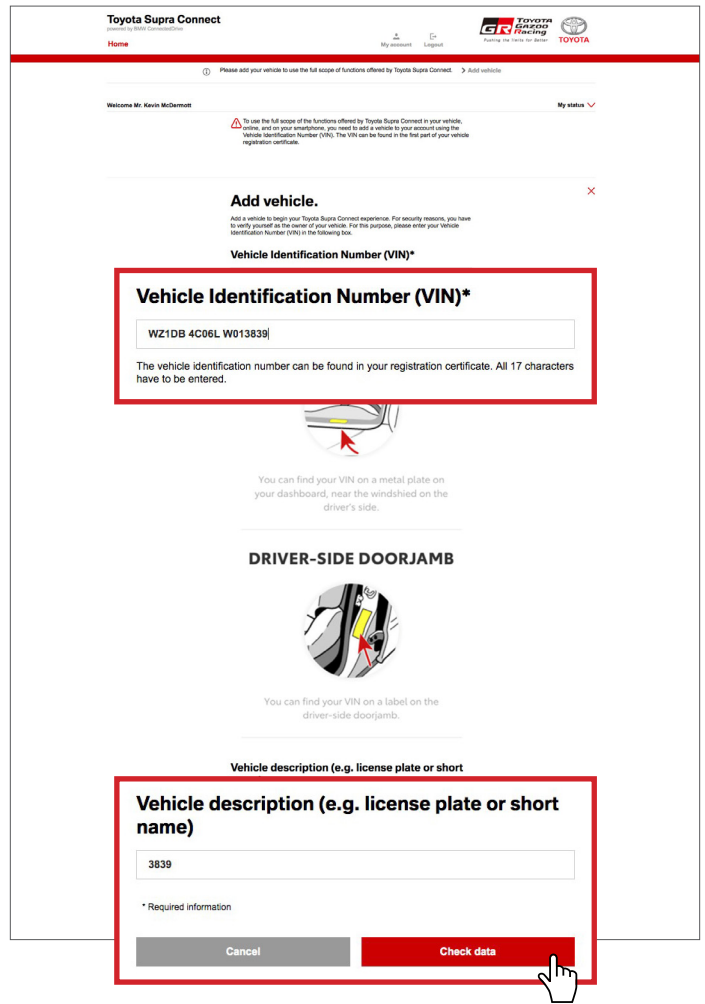 Toyota Supra Connect
powered by BMW ConnectedDrive
Home
My account
Logout
GR
TOYOTA
GAZOO
Racing
Pushing the limits for better
TOYOTA
Please add your vehicle to use the full scope of functions offered by Toyota Supra Connect. Add vehicle
Welcome Mr. Kevin McDermott
My status
To use the full scope of the functions offered by Toyota Supra Connect in your vehicle,
online, and on your smartphone, you need to add a vehicle to your account using the
Vehicle Identification Number (VIN). The VIN can be found in the first part of your vehicle
registration certificate.
Add vehicle.
Add a vehicle to begin your Toyota Supra Connect experience. For security reasons, you have
to verify yourself as the owner of your vehicle. For this purpose, please enter your Vehicle
Identification Number (VIN) in the following box.
Vehicle Identification Number (VIN)*
Vehicle Identification Number (VIN)*
WZ1DB 4C06L W013839
The vehicle identification number can be found in your registration certificate. All 17 characters
have to be entered.
You can find your VIN on a metal plate on
your dashboard, near the windshied on the
driver's side.
DRIVER-SIDE DOORJAMB
You can find your VIN on a label on the
driver-side doorjamb.
Vehicle description (e.g. license plate or short
Vehicle description (e.g. license plate or short
name)
3839
* Required information
Cancel
Check data